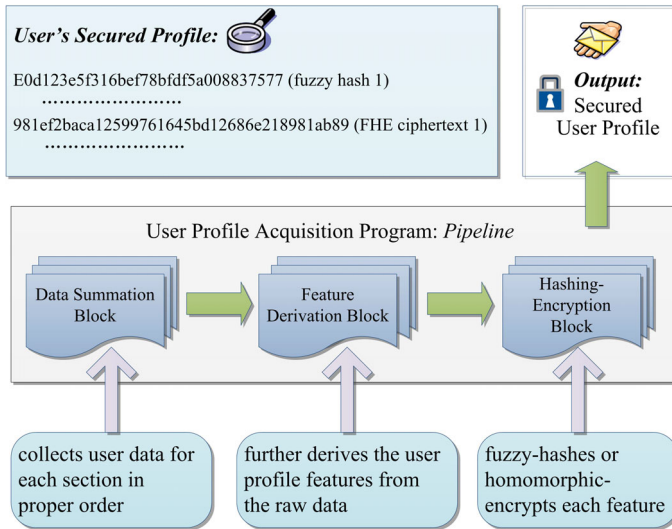 User's Secured Profile:
E0d123e5f316bef78bfdf5a008837577 (fuzzy hash 1)
........................
981ef2baca12599761645bd12686e218981ab89 (FHE ciphertext 1)
........................
Output:
Secured
User Profile
User Profile Acquisition Program: Pipeline
Data Summation
Block
Feature
Derivation Block
Hashing-
Encryption
Block
collects user data for
each section in
proper order
further derives the user
profile features from
the raw data
fuzzy-hashes or
homomorphic-
encrypts each feature